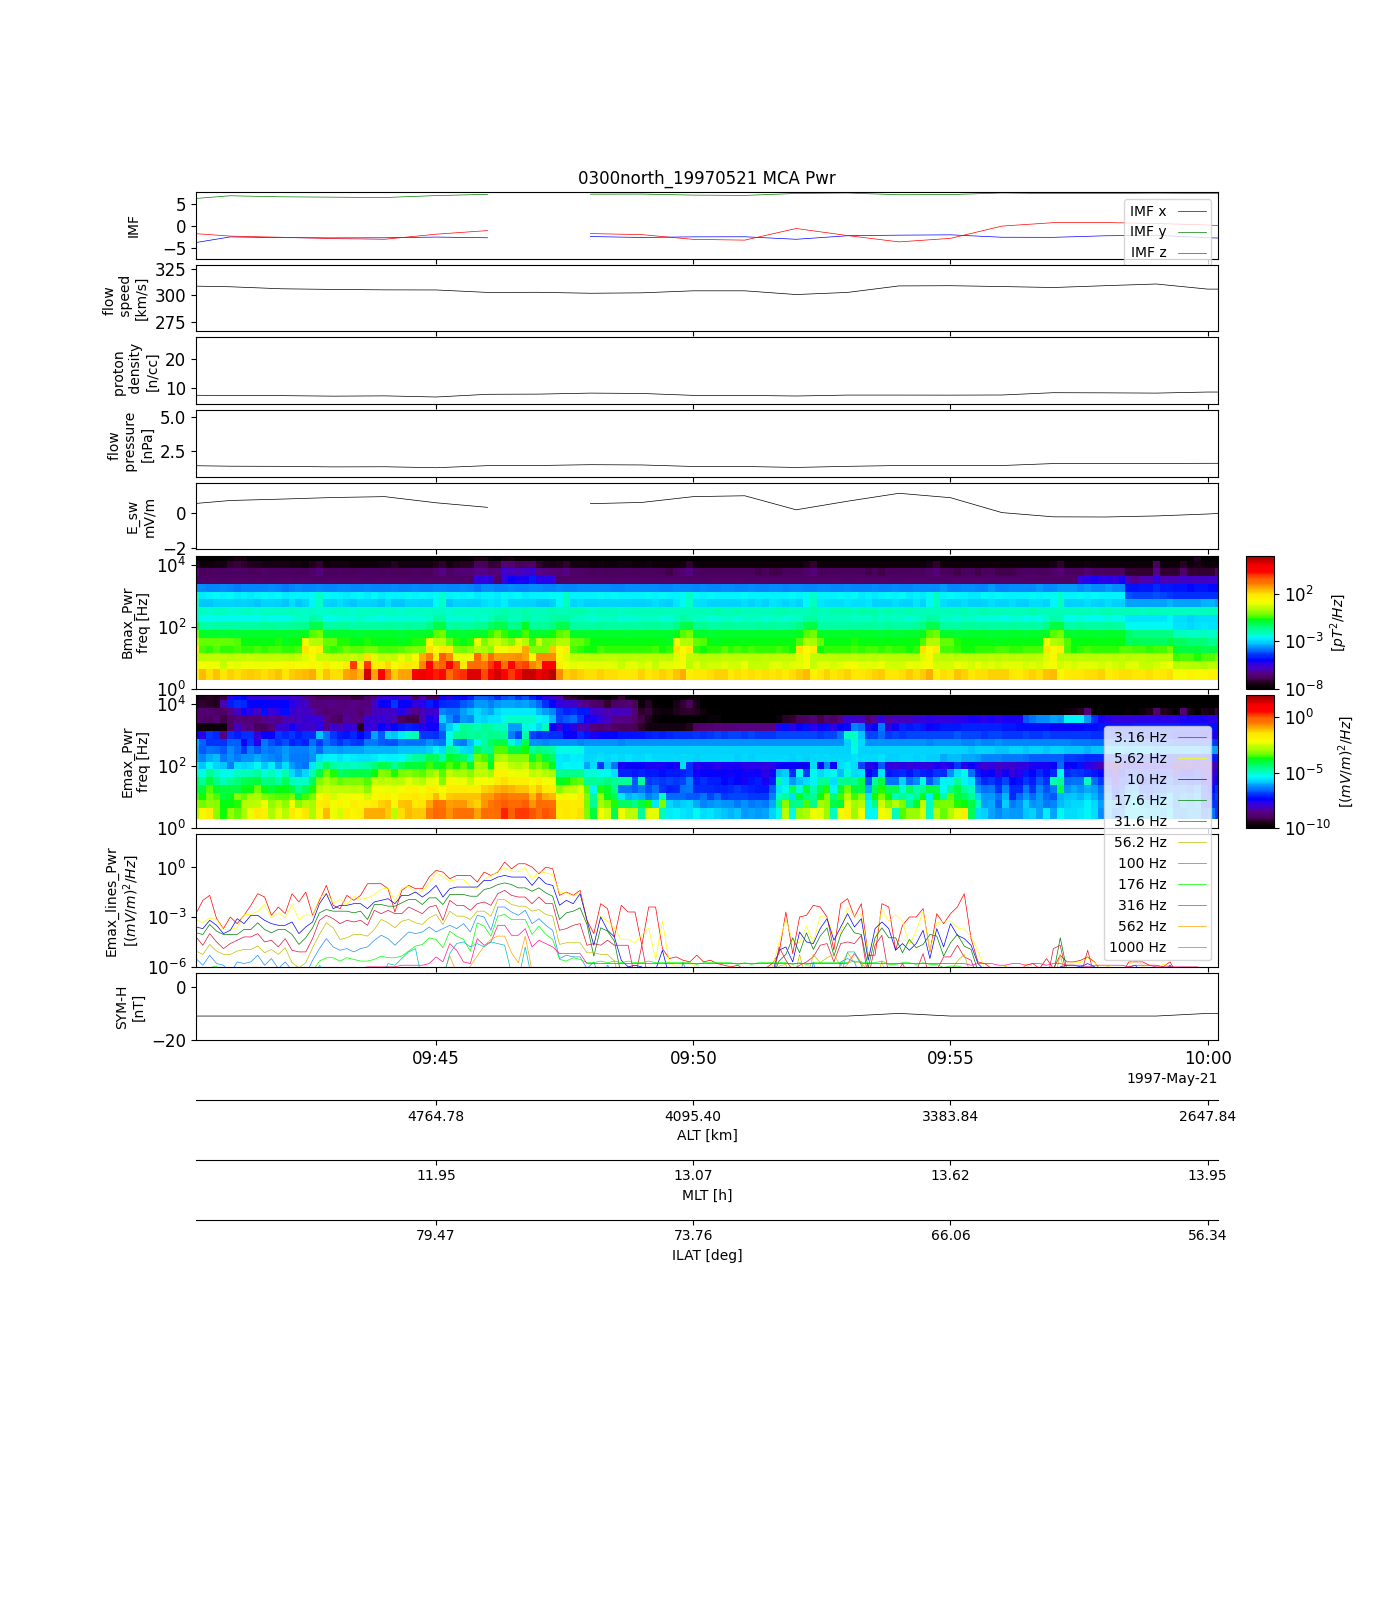 0300north_19970521 MCA Pwr
IMF
5
0
−5
IMF x
IMF y
IMF z
flow
speed
[km/s]
325
300
275
proton
density
[n/cc]
20
10
flow
pressure
[nPa]
5.0
2.5
E_sw
mV/m
0
−2
Bmax_Pwr
freq [Hz]
10^4
10^2
10^0
10^2
10^−3
10^−8
[pT^2/Hz]
Emax_Pwr
freq [Hz]
10^4
10^2
10^0
10^0
10^−5
10^−10
[(mV/m)^2/Hz]
3.16 Hz
5.62 Hz
10 Hz
17.6 Hz
31.6 Hz
56.2 Hz
100 Hz
176 Hz
316 Hz
562 Hz
1000 Hz
Emax_lines_Pwr
[(mV/m)^2/Hz]
10^0
10^−3
10^−6
SYM-H
[nT]
0
−20
09:45 09:50 09:55 10:00
1997-May-21
4764.78 4095.40 3383.84 2647.84
ALT [km]
11.95 13.07 13.62 13.95
MLT [h]
79.47 73.76 66.06 56.34
ILAT [deg]